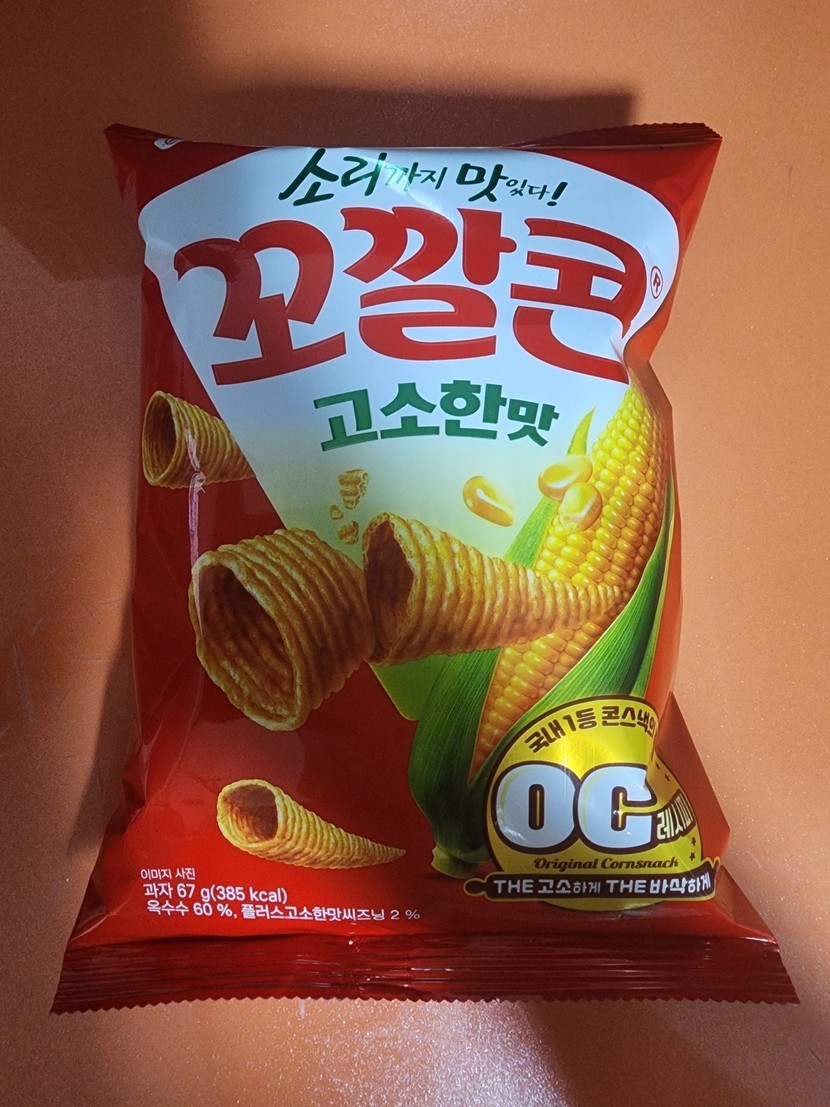 소리까지 맛있다!
꼬깔콘
고소한맛
국내 1등 콘스낵의
OC
레시피
Original Cornsnack
THE 고소하게 THE 바삭하게
이미지 사진
과자 67 g(385 kcal)
옥수수 60 %, 플러스고소한맛씨즈닝 2 %